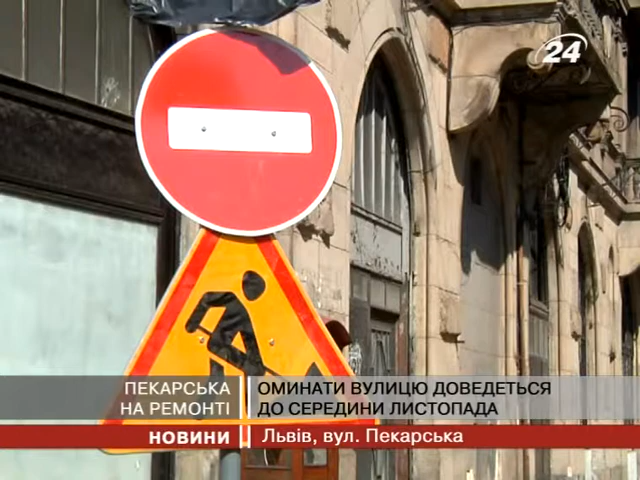 24
ПЕКАРСЬКА
НА РЕМОНТІ
ОМИНАТИ ВУЛИЦЮ ДОВЕДЕТЬСЯ
ДО СЕРЕДИНИ ЛИСТОПАДА
НОВИНИ
Львів, вул. Пекарська